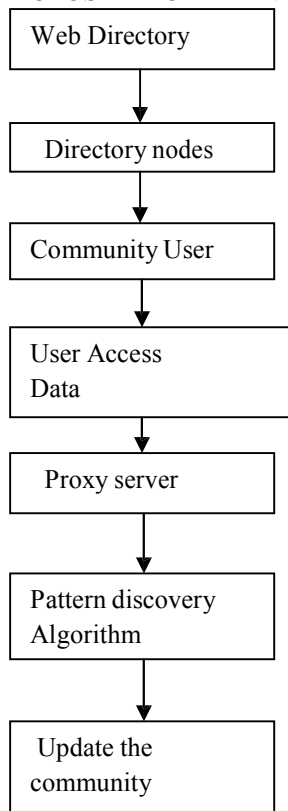 Web Directory
Directory nodes
Community User
User Access
Data
Proxy server
Pattern discovery
Algorithm
Update the
community